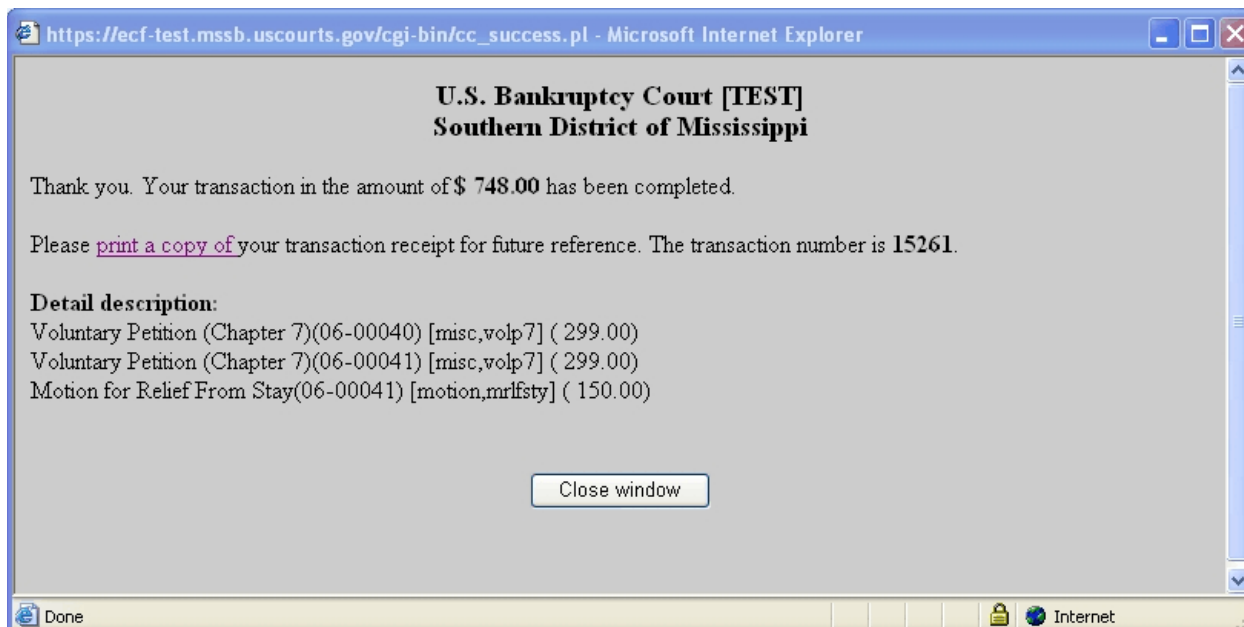 https://ecf-test.mssb.uscourts.gov/cgi-bin/cc_success.pl - Microsoft Internet Explorer
U.S. Bankruptcy Court [TEST]
Southern District of Mississippi
Thank you. Your transaction in the amount of $ 748.00 has been completed.
Please print a copy of your transaction receipt for future reference. The transaction number is 15261.
Detail description:
Voluntary Petition (Chapter 7)(06-00040) [misc,volp7] ( 299.00)
Voluntary Petition (Chapter 7)(06-00041) [misc,volp7] ( 299.00)
Motion for Relief From Stay(06-00041) [motion,mrlfsty] ( 150.00)
Close window
Done Internet